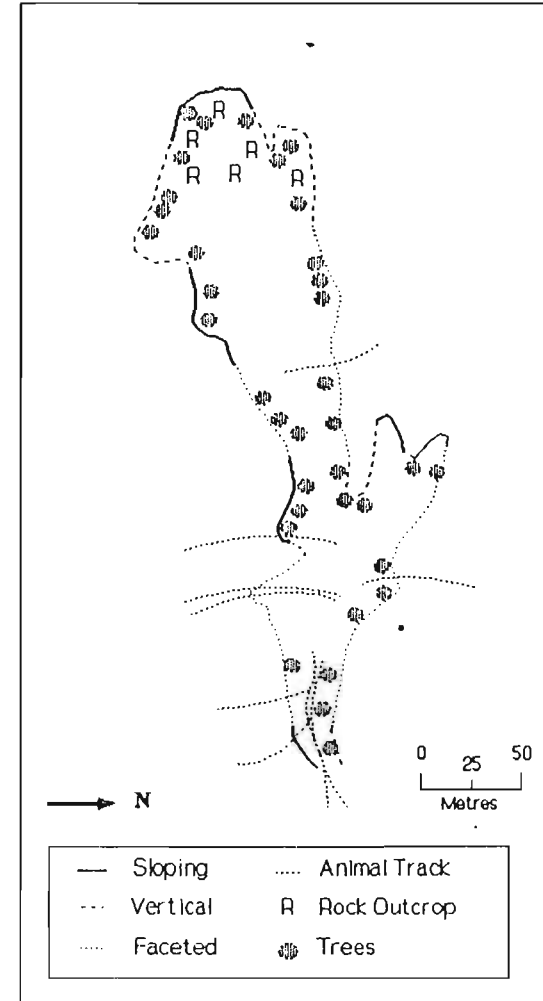 R
R
R
R
R
R
0 25 50
Metres
N
Sloping
Animal Track
Vertical
R Rock Outcrop
Faceted
Trees